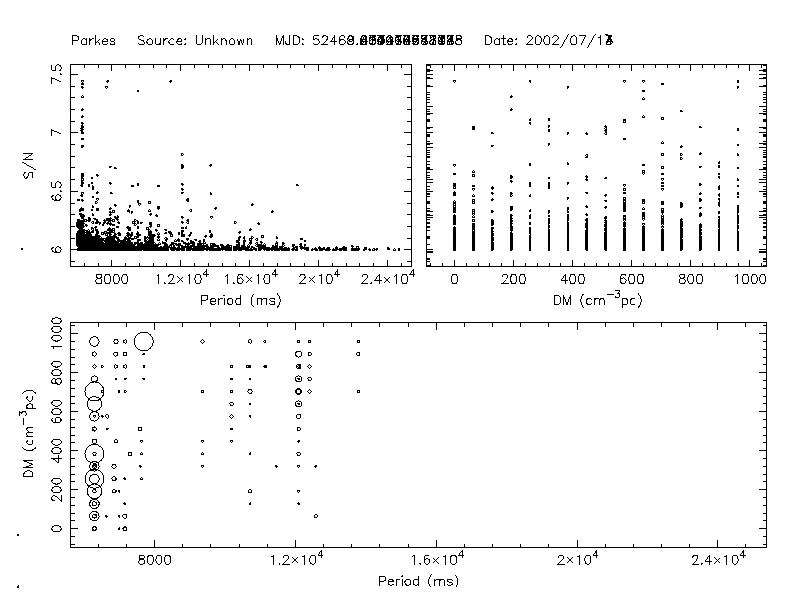 Parkes Source: Unknown MJD: Date: 2002/07/
7.5
7
6.5
6
S/N
8000 1.2×10⁴ 1.6×10⁴ 2×10⁴ 2.4×10⁴
Period (ms)
0 200 400 600 800 1000
DM (cm⁻³pc)
1000
800
600
400
200
0
DM (cm⁻³pc)
8000 1.2×10⁴ 1.6×10⁴ 2×10⁴ 2.4×10⁴
Period (ms)